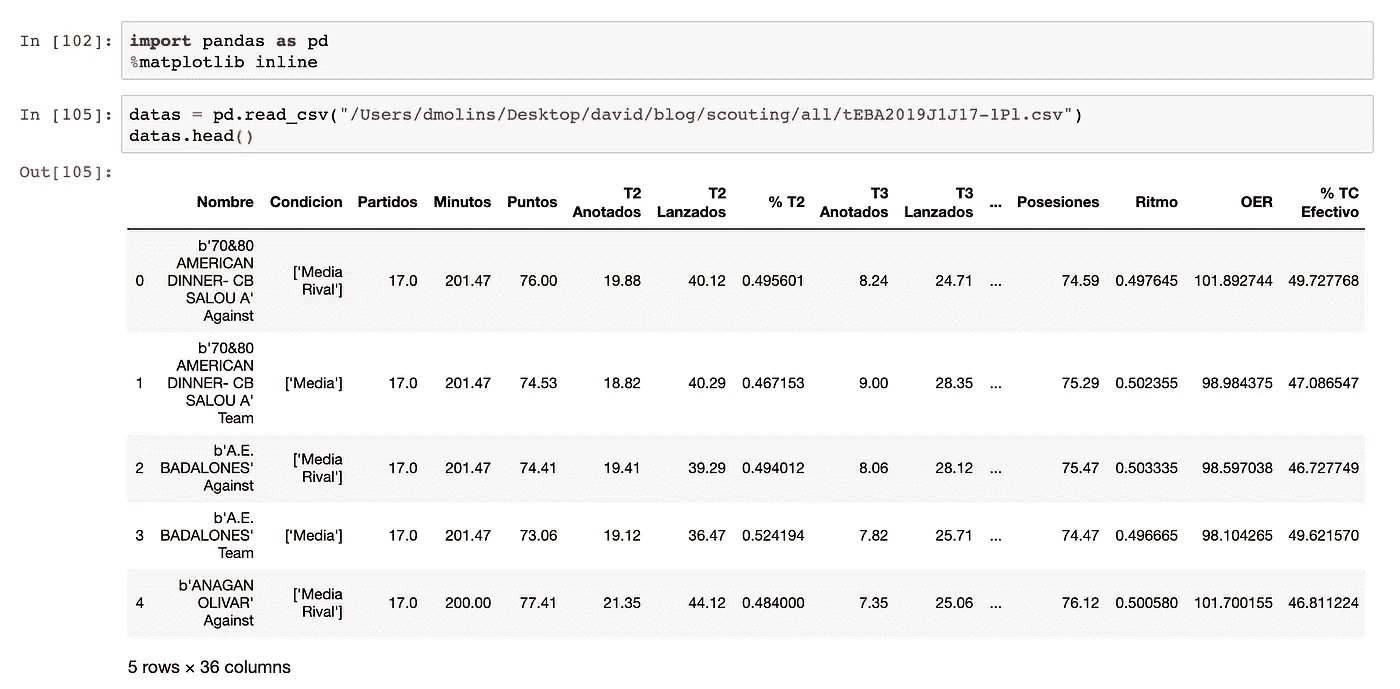 In [102]: import pandas as pd
%matplotlib inline
In [105]: datas = pd.read_csv("/Users/dmolins/Desktop/david/blog/scouting/all/tEBA2019J1J17-1Pl.csv")
datas.head()
Out[105]:
Nombre Condicion Partidos Minutos Puntos T2 Anotados T2 Lanzados % T2 T3 Anotados T3 Lanzados ... Posesiones Ritmo OER % TC Efectivo
0 b'70&80 AMERICAN DINNER- CB SALOU A' Against ['Media Rival'] 17.0 201.47 76.00 19.88 40.12 0.495601 8.24 24.71 ... 74.59 0.497645 101.892744 49.727768
1 b'70&80 AMERICAN DINNER- CB SALOU A' Team ['Media'] 17.0 201.47 74.53 18.82 40.29 0.467153 9.00 28.35 ... 75.29 0.502355 98.984375 47.086547
2 b'A.E. BADALONES' Against ['Media Rival'] 17.0 201.47 74.41 19.41 39.29 0.494012 8.06 28.12 ... 75.47 0.503335 98.597038 46.727749
3 b'A.E. BADALONES' Team ['Media'] 17.0 201.47 73.06 19.12 36.47 0.524194 7.82 25.71 ... 74.47 0.496665 98.104265 49.621570
4 b'ANAGAN OLIVAR' Against ['Media Rival'] 17.0 200.00 77.41 21.35 44.12 0.484000 7.35 25.06 ... 76.12 0.500580 101.700155 46.811224
5 rows × 36 columns